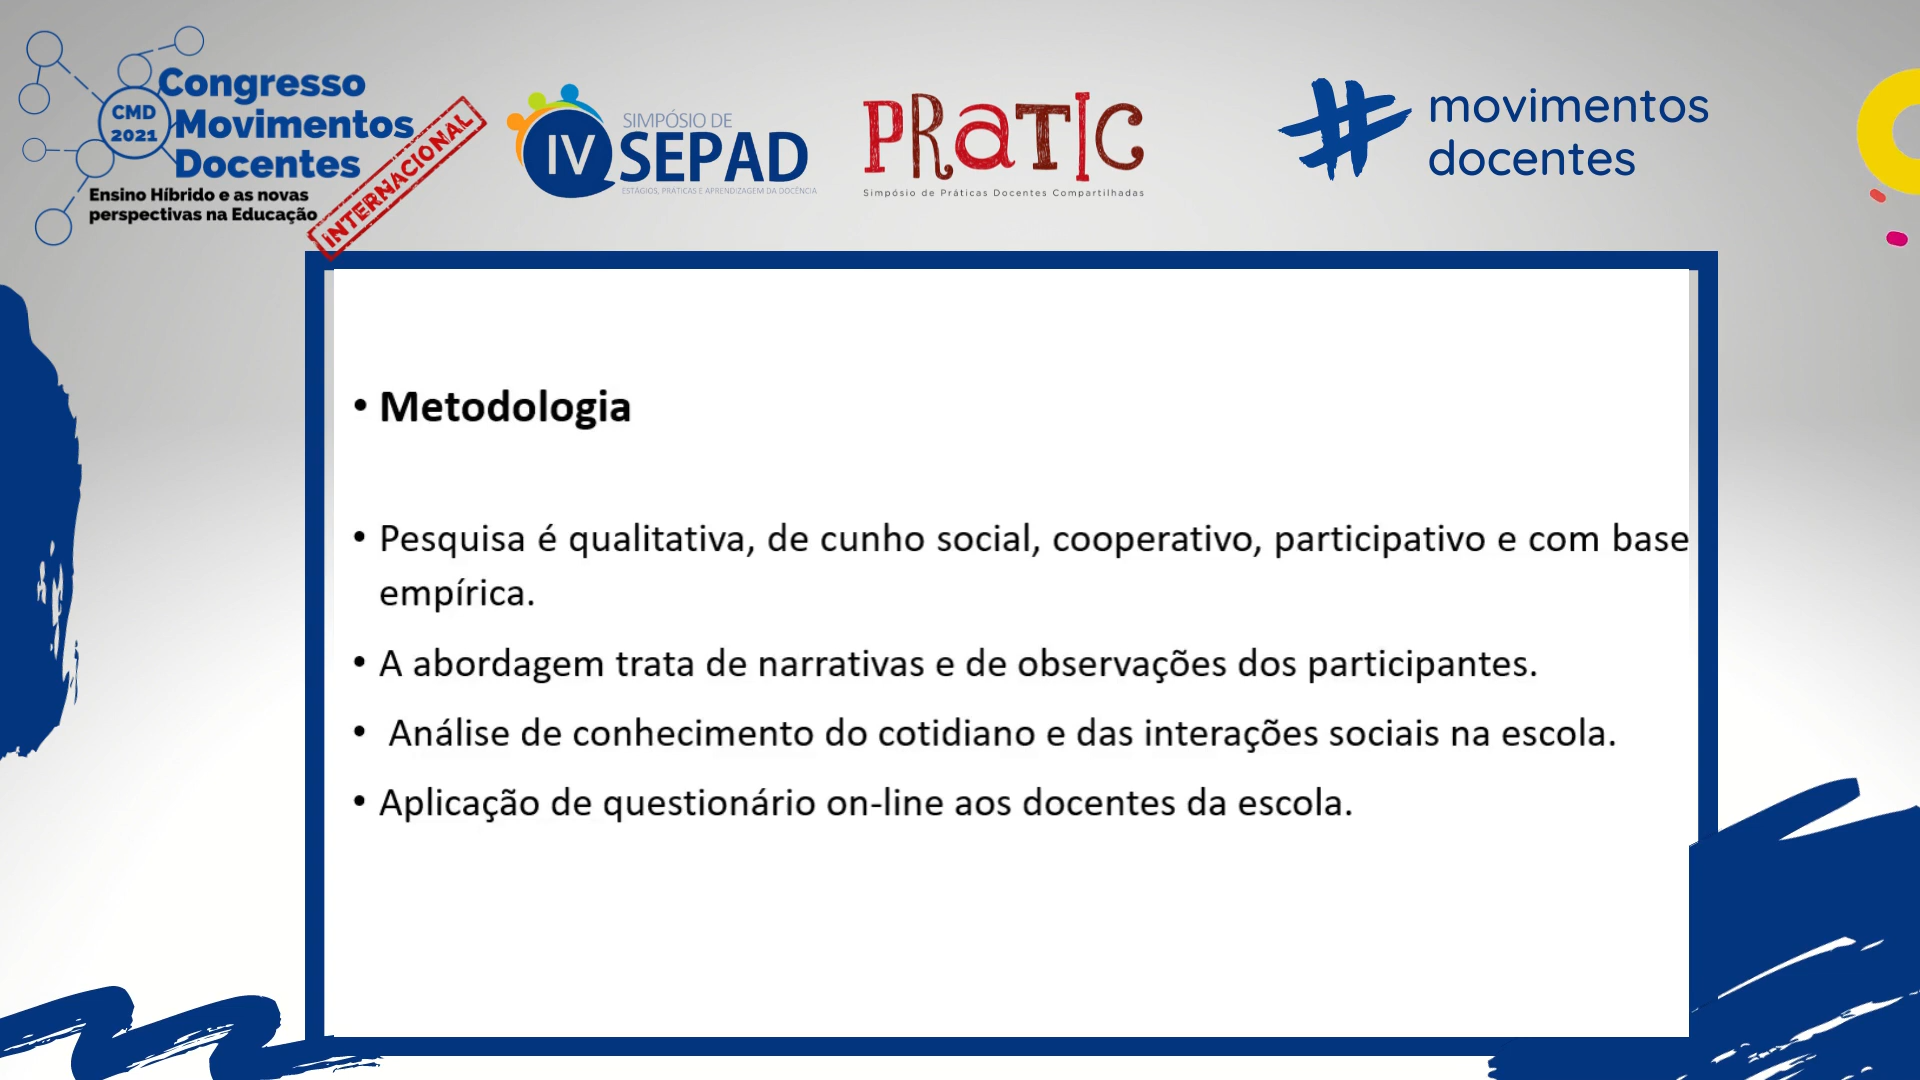 Congresso
CMD
2021
Movimentos
Docentes
Ensino Híbrido e as novas
perspectivas na Educação
INTERNACIONAL
IV
SIMPÓSIO DE
SEPAD
ESTÁGIOS, PRÁTICAS E APRENDIZAGEM DA DOCÊNCIA
PRATIC
Simpósio de Práticas Docentes Compartilhadas
# movimentos
docentes
• Metodologia
• Pesquisa é qualitativa, de cunho social, cooperativo, participativo e com base
empírica.
• A abordagem trata de narrativas e de observações dos participantes.
• Análise de conhecimento do cotidiano e das interações sociais na escola.
• Aplicação de questionário on-line aos docentes da escola.